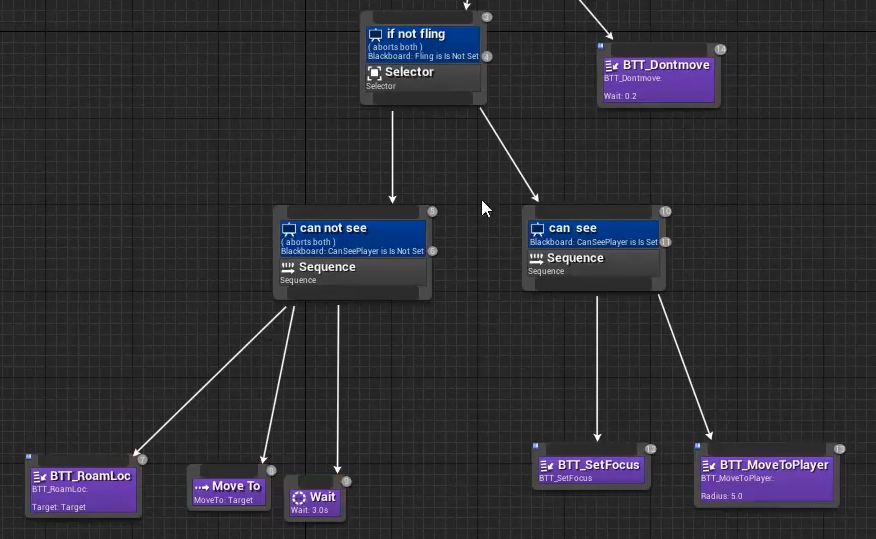 3
if not fling
( aborts both )
Blackboard: Fling is Is Not Set
4
Selector
Selector
14
BTT_Dontmove
BTT_Dontmove:
Wait: 0.2
5
can not see
( aborts both )
Blackboard: CanSeePlayer is Is Not Set
6
Sequence
Sequence
10
can see
Blackboard: CanSeePlayer is Is Set
11
Sequence
Sequence
7
BTT_RoamLoc
BTT_RoamLoc:
Target: Target
8
Move To
MoveTo: Target
9
Wait
Wait: 3.0s
12
BTT_SetFocus
BTT_SetFocus
13
BTT_MoveToPlayer
BTT_MoveToPlayer:
Radius: 5.0